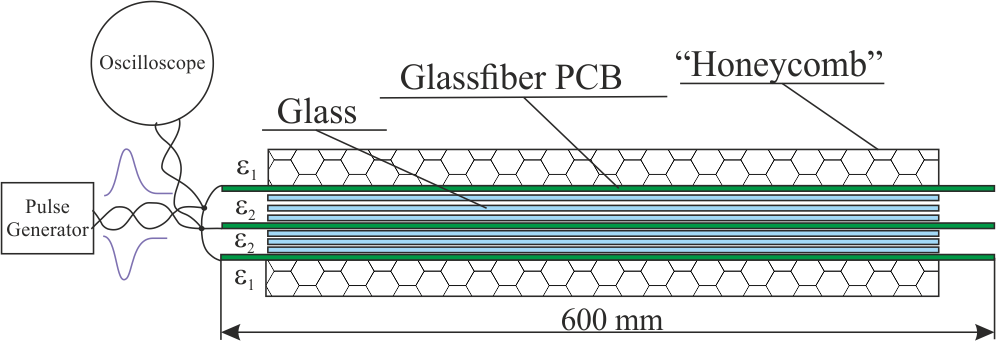 Oscilloscope
Glassfiber PCB
“Honeycomb”
Glass
Pulse
Generator
ε1
ε2
ε2
ε1
600 mm